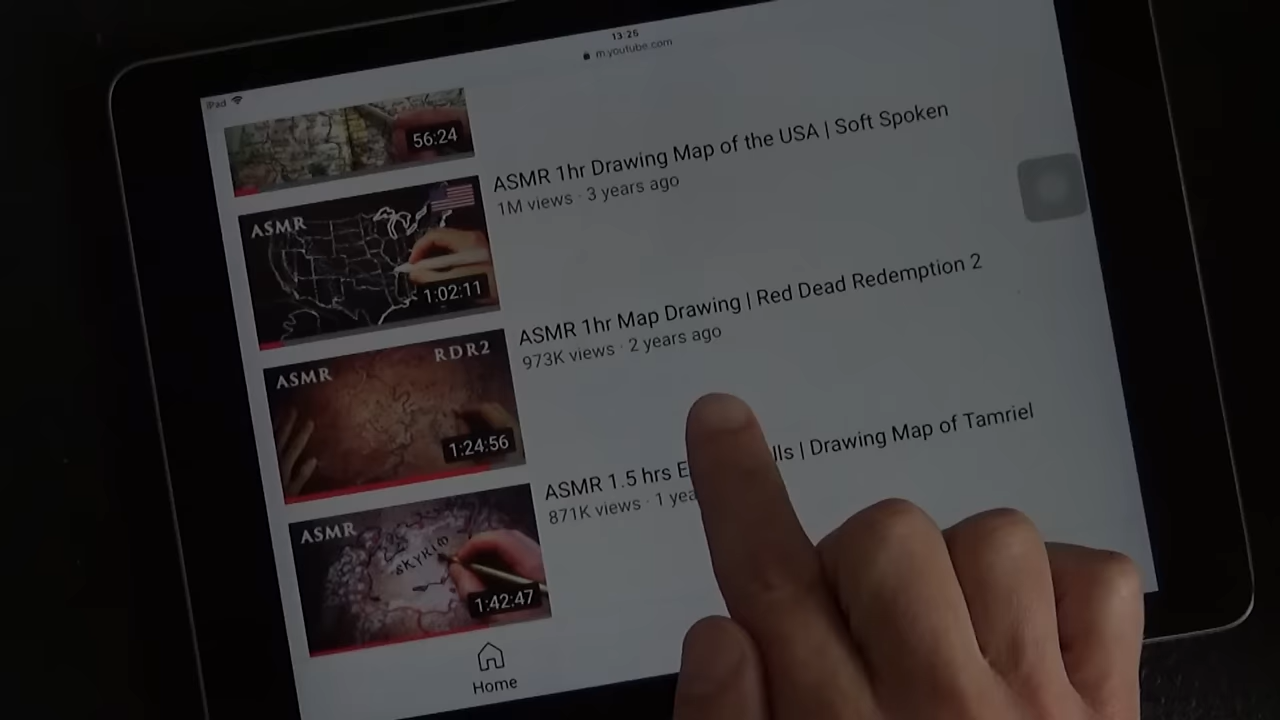 13:25
iPad
m.youtube.com
56:24
ASMR 1hr Drawing Map of the USA | Soft Spoken
1M views · 3 years ago
ASMR
1:02:11
ASMR 1hr Map Drawing | Red Dead Redemption 2
973K views · 2 years ago
ASMR
RDR2
1:24:56
ASMR 1.5 hrs E lls | Drawing Map of Tamriel
871K views · 1 yea
ASMR
SKYRIM
1:42:47
Home